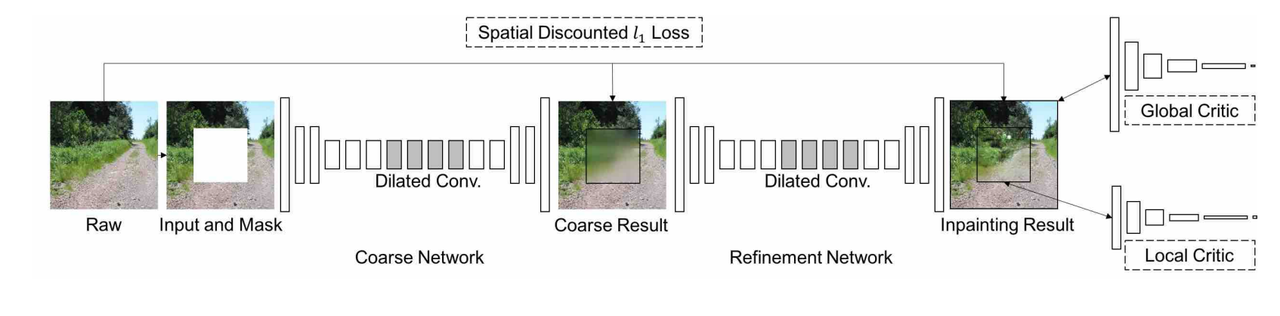 Spatial Discounted l₁ Loss
Global Critic
Dilated Conv.
Dilated Conv.
Raw
Input and Mask
Coarse Result
Inpainting Result
Coarse Network
Refinement Network
Local Critic